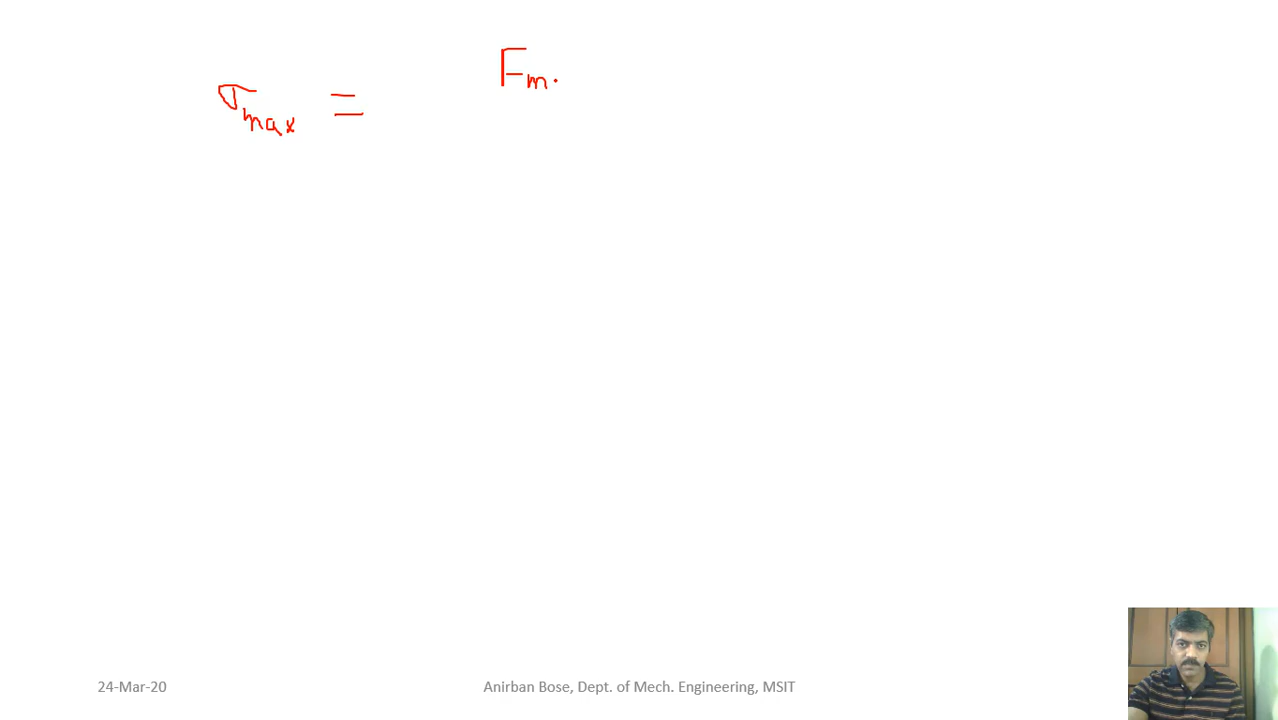 σmax = Fm.
24-Mar-20
Anirban Bose, Dept. of Mech. Engineering, MSIT